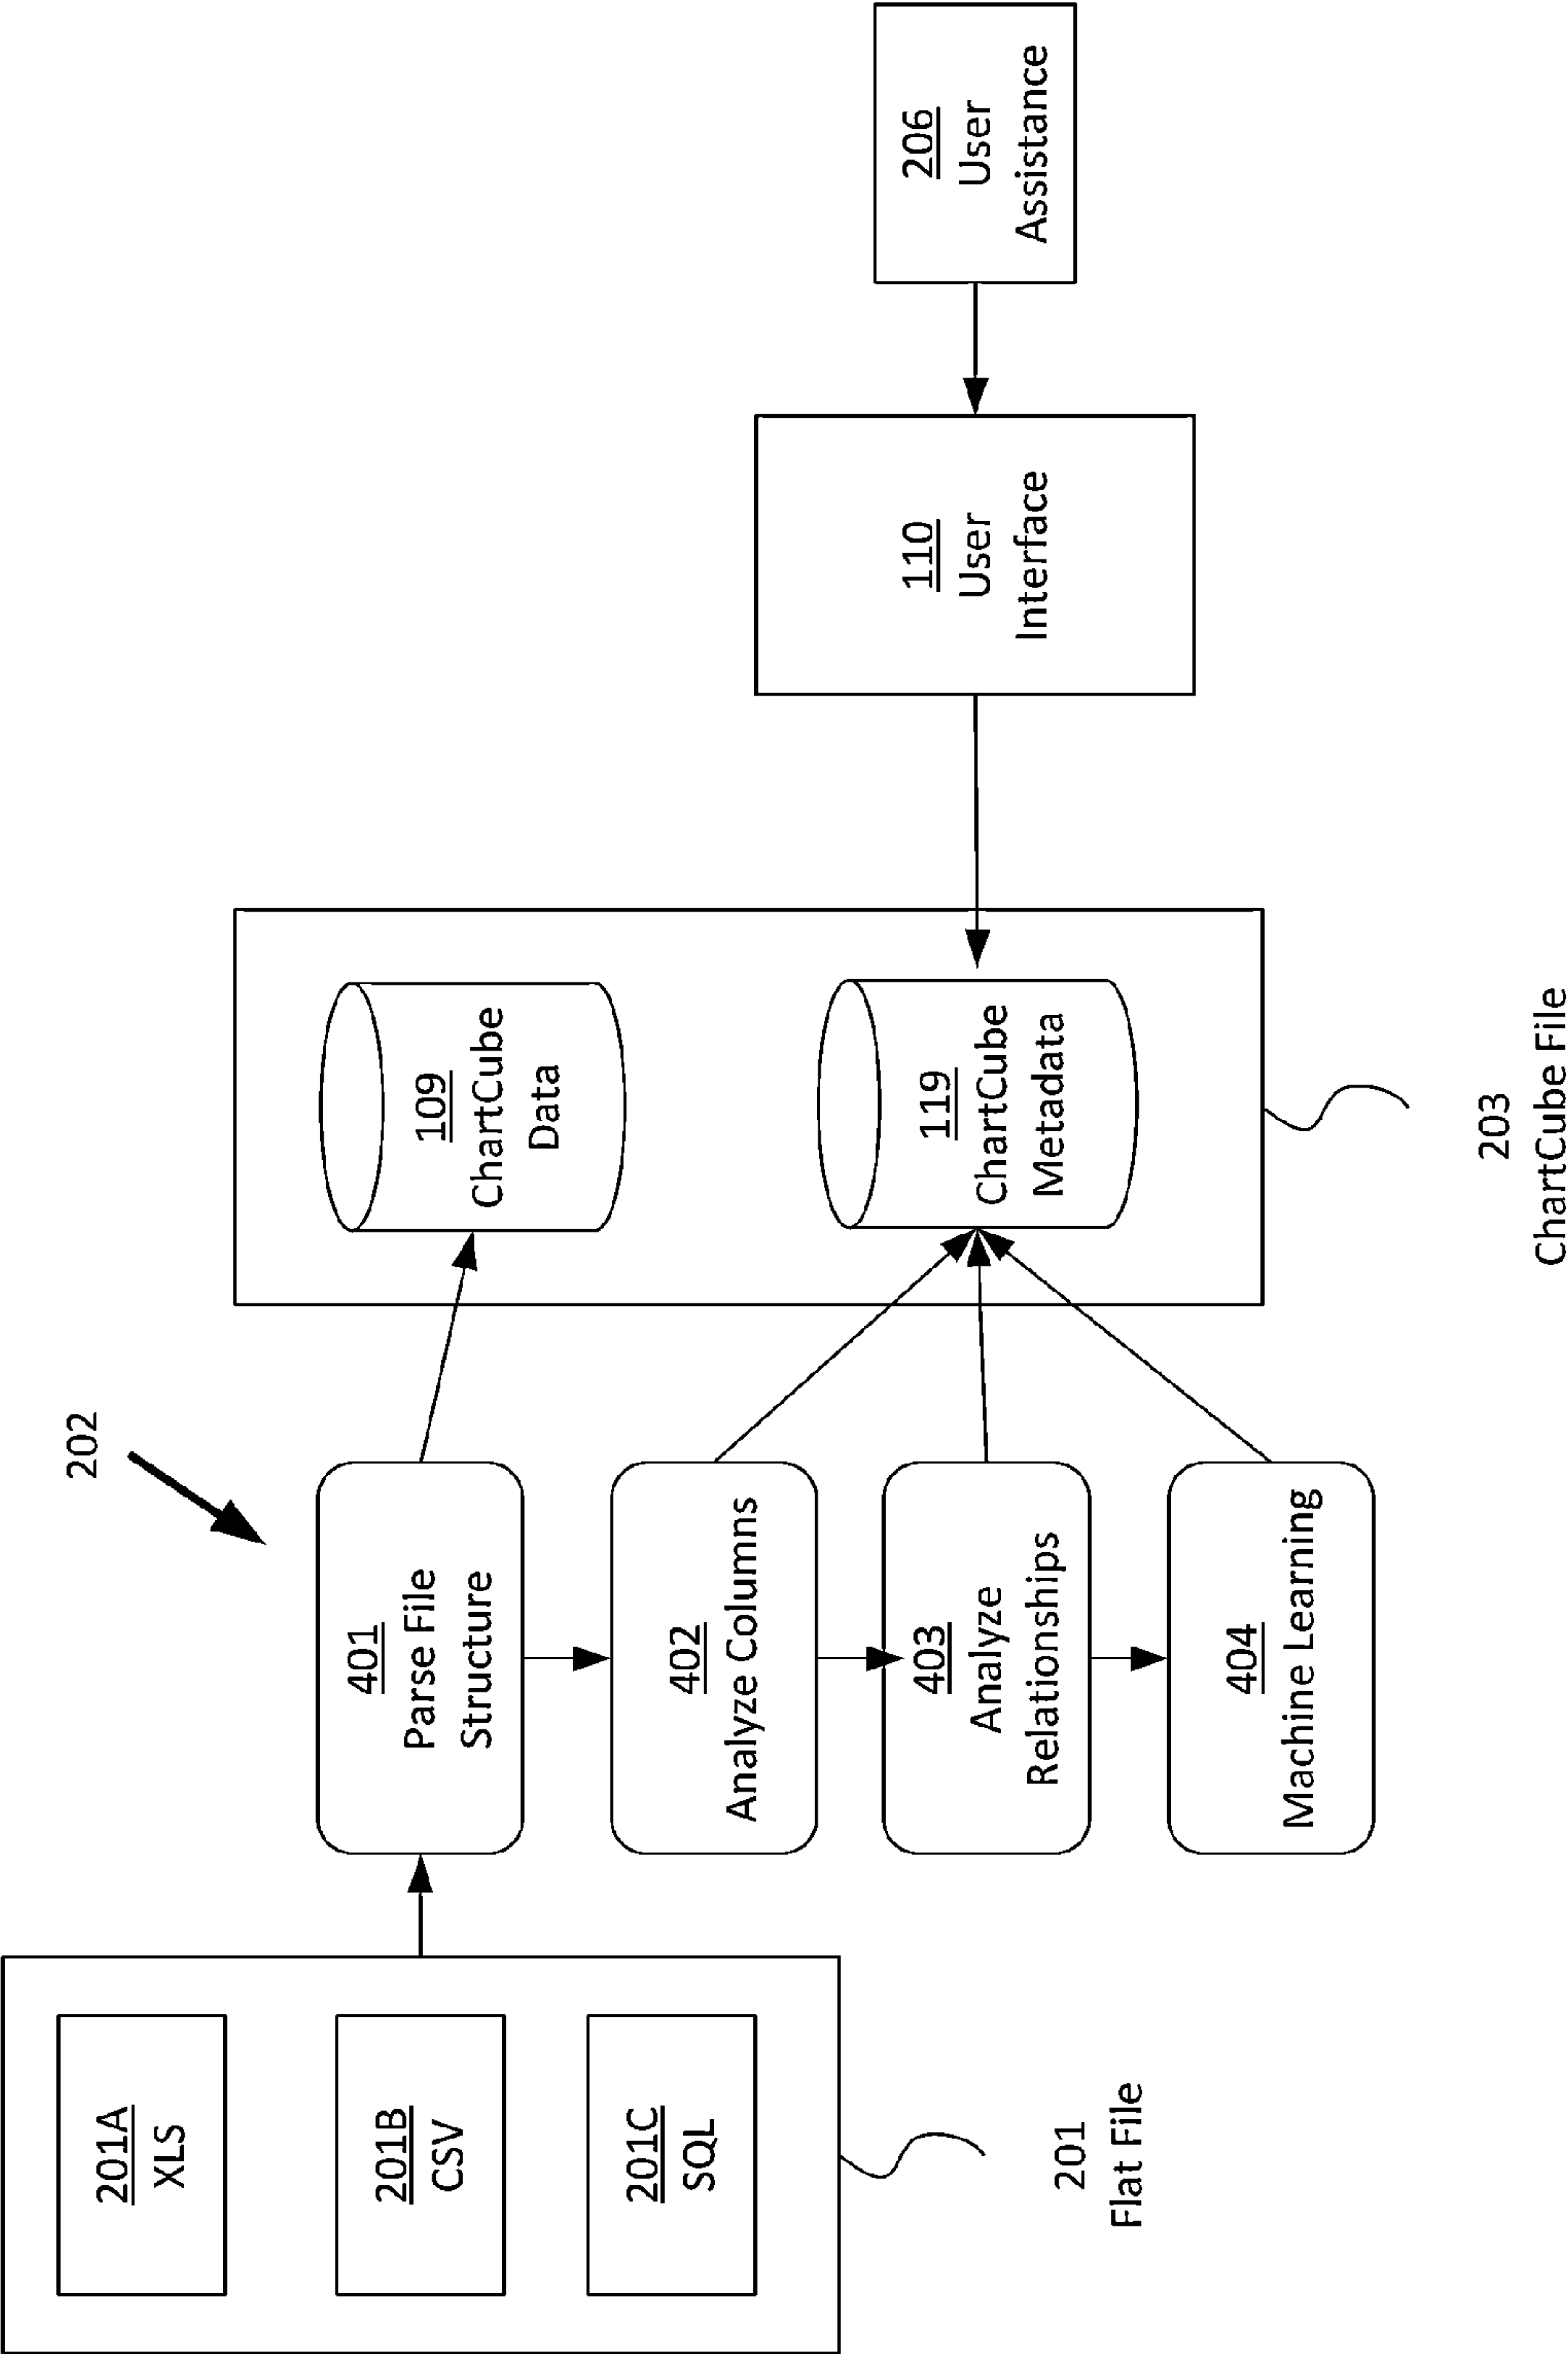 201A
XLS
201B
CSV
201C
SQL
201
Flat File
202
401
Parse File
Structure
402
Analyze Columns
403
Analyze
Relationships
404
Machine Learning
109
ChartCube
Data
119
ChartCube
Metadata
203
ChartCube File
110
User
Interface
206
User
Assistance